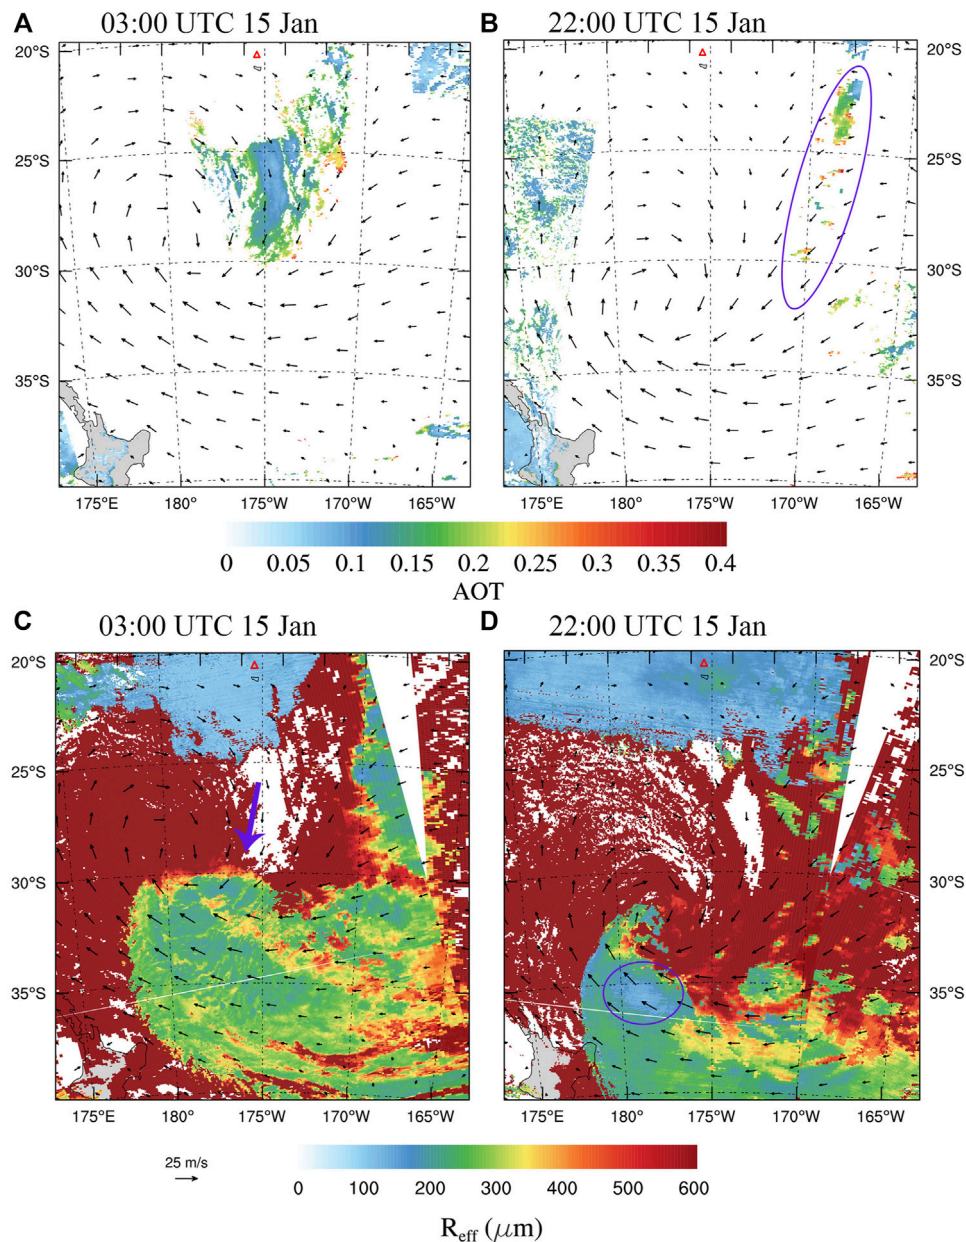 A 03:00 UTC 15 Jan
B 22:00 UTC 15 Jan
20°S 20°S
25°S 25°S
30°S 30°S
35°S 35°S
175°E 180° 175°W 170°W 165°W
175°E 180° 175°W 170°W 165°W
0 0.05 0.1 0.15 0.2 0.25 0.3 0.35 0.4
AOT
C 03:00 UTC 15 Jan
D 22:00 UTC 15 Jan
20°S 20°S
25°S 25°S
30°S 30°S
35°S 35°S
175°E 180° 175°W 170°W 165°W
175°E 180° 175°W 170°W 165°W
25 m/s
0 100 200 300 400 500 600
R_eff (μm)